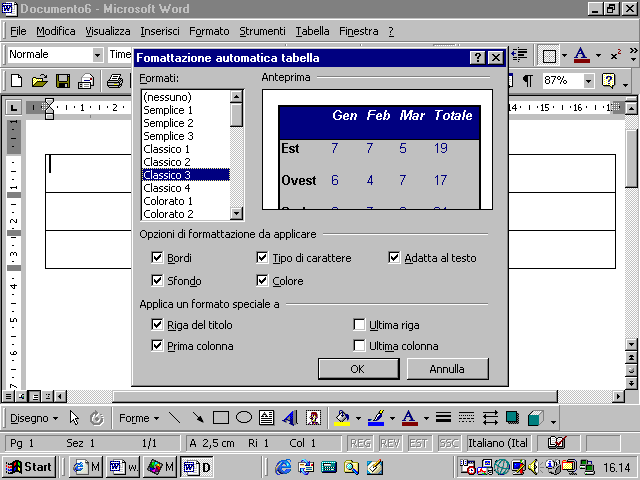 Documento6 - Microsoft Word
File Modifica Visualizza Inserisci Formato Strumenti Tabella Finestra ?
Normale Time
87%
Fomattazione automatica tabella
Formati:
(nessuno)
Semplice 1
Semplice 2
Semplice 3
Classico 1
Classico 2
Classico 3
Classico 4
Colorato 1
Colorato 2
Anteprima
Gen Feb Mar Totale
Est 7 7 5 19
Ovest 6 4 7 17
Opzioni di formattazione da applicare
Bordi Tipo di carattere Adatta al testo
Sfondo Colore
Applica un formato speciale a
Riga del titolo Ultima riga
Prima colonna Ultima colonna
OK Annulla
Disegno Forme
Pg 1 Sez 1 1/1 A 2,5 cm Ri 1 Col 1 REG REV EST SSC Italiano (Ital
Start M w. M D 16.14